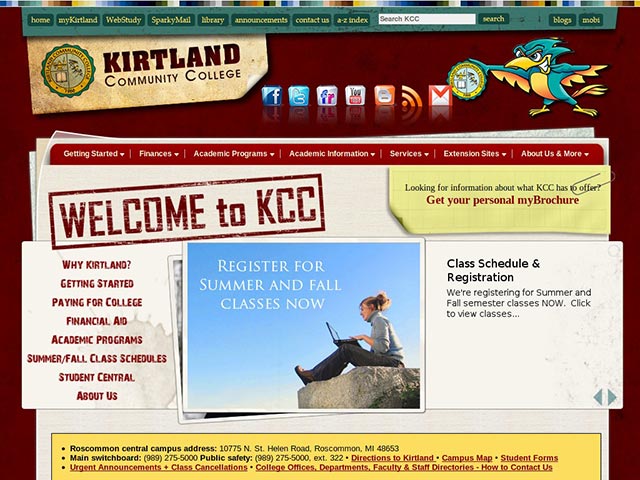 home
myKirtland
WebStudy
SparkyMail
library
announcements
contact us
a-z index
Search KCC
search
blogs
mobi
KIRTLAND
COMMUNITY COLLEGE
Getting Started
Finances
Academic Programs
Academic Information
Services
Extension Sites
About Us & More
WELCOME to KCC
Looking for information about what KCC has to offer?
Get your personal myBrochure
WHY KIRTLAND?
GETTING STARTED
PAYING FOR COLLEGE
FINANCIAL AID
ACADEMIC PROGRAMS
SUMMER/FALL CLASS SCHEDULES
STUDENT CENTRAL
ABOUT US
REGISTER FOR
SUMMER AND FALL
CLASSES NOW
Class Schedule &
Registration
We're registering for Summer and
Fall semester classes NOW. Click
to view classes...
• Roscommon central campus address: 10775 N. St. Helen Road, Roscommon, MI 48653
• Main switchboard: (989) 275-5000 Public safety: (989) 275-5000, ext. 322 • Directions to Kirtland • Campus Map • Student Forms
• Urgent Announcements + Class Cancellations • College Offices, Departments, Faculty & Staff Directories - How to Contact Us